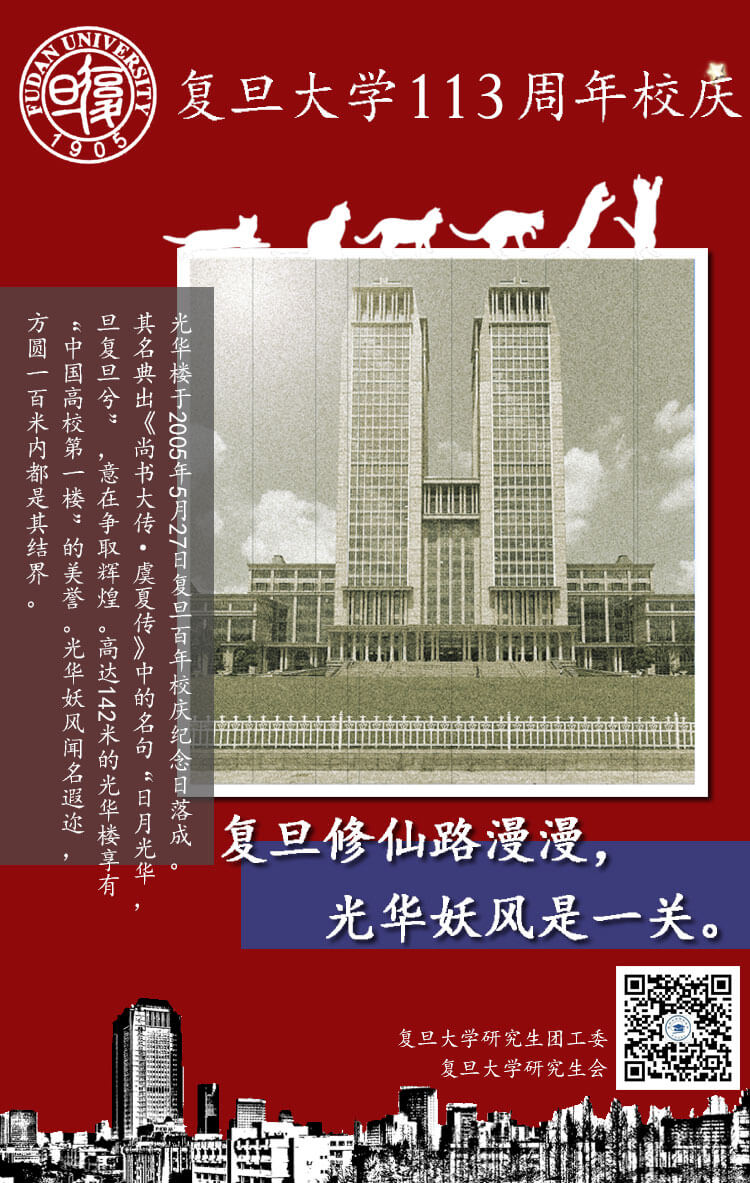 FUDAN UNIVERSITY
復旦
1905
复旦大学113周年校庆
光华楼于2005年5月27日复旦百年校庆纪念日落成。
其名典出《尚书大传·虞夏传》中的名句“日月光华，
旦复旦兮”，意在争取辉煌。高达142米的光华楼享有
“中国高校第一楼”的美誉。光华妖风闻名遐迩，
方圆一百米内都是其结界。
复旦修仙路漫漫，
光华妖风是一关。
复旦大学研究生团工委
复旦大学研究生会